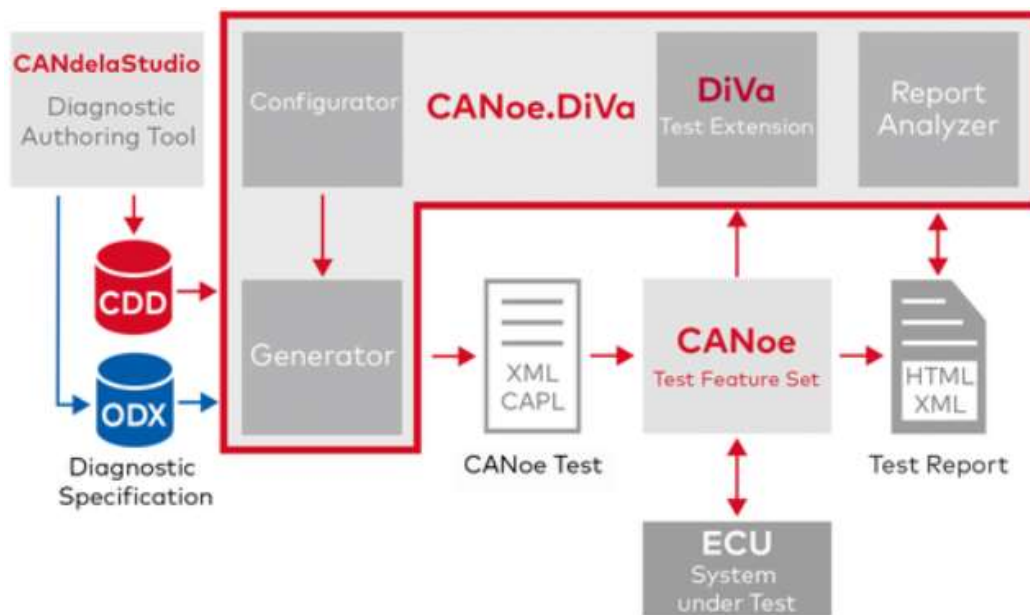 CANdelaStudio
Diagnostic
Authoring Tool
Configurator
CANoe.DiVa
DiVa
Test Extension
Report
Analyzer
CDD
ODX
Diagnostic
Specification
Generator
XML
CAPL
CANoe Test
CANoe
Test Feature Set
HTML
XML
Test Report
ECU
System
under Test